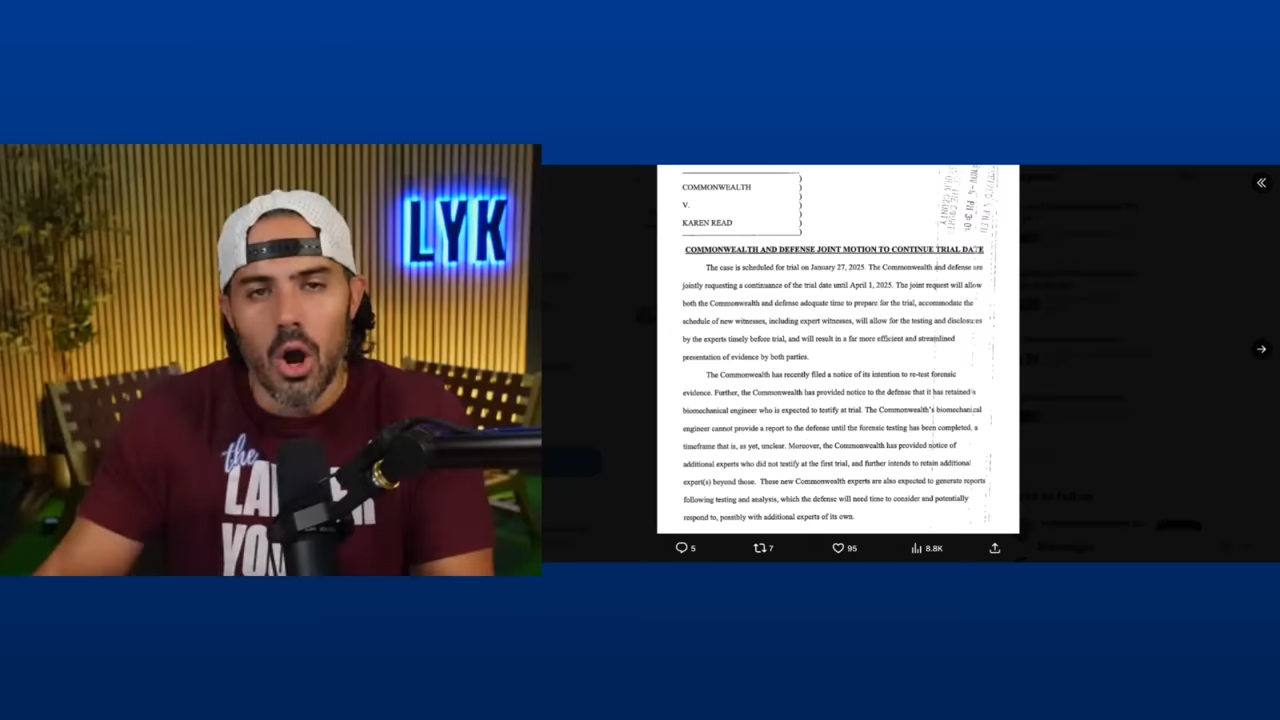 LYK
the
LA
YOU
COMMONWEALTH
V.
KAREN READ
COMMONWEALTH AND DEFENSE JOINT MOTION TO CONTINUE TRIAL DATE
The case is scheduled for trial on January 27, 2025. The Commonwealth and defense are
jointly requesting a continuance of the trial date until April 1, 2025. The joint request will allow
both the Commonwealth and defense adequate time to prepare for the trial, accommodate the
schedule of new witnesses, including expert witnesses, will allow for the testing and disclosures
by the experts timely before trial, and will result in a far more efficient and streamlined
presentation of evidence by both parties.
The Commonwealth has recently filed a notice of its intention to re-test forensic
evidence. Further, the Commonwealth has provided notice to the defense that it has retained a
biomechanical engineer who is expected to testify at trial. The Commonwealth's biomechanical
engineer cannot provide a report to the defense until the forensic testing has been completed, a
timeframe that is, as yet, unclear. Moreover, the Commonwealth has provided notice of
additional experts who did not testify at the first trial, and further intends to retain additional
expert(s) beyond those. These new Commonwealth experts are also expected to generate reports
following testing and analysis, which the defense will need time to consider and potentially
respond to, possibly with additional experts of its own.
5 7 95 8.8K